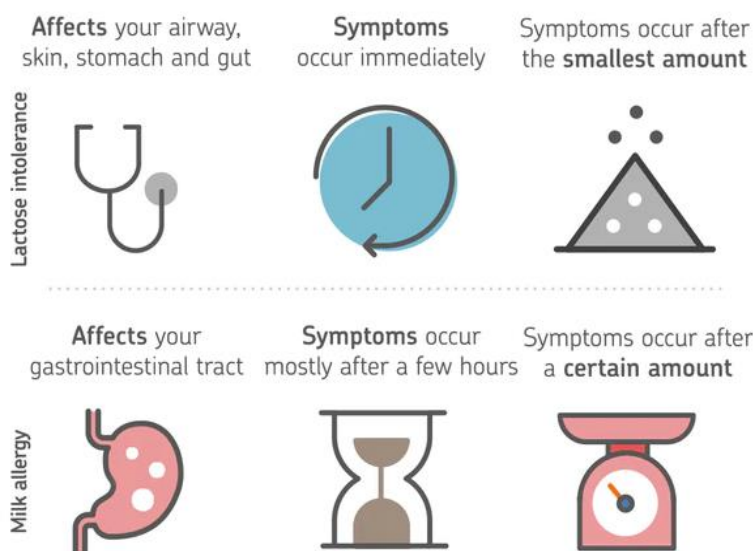 Affects your airway,
skin, stomach and gut
Symptoms
occur immediately
Symptoms occur after
the smallest amount
Lactose intolerance
Affects your
gastrointestinal tract
Symptoms occur
mostly after a few hours
Symptoms occur after
a certain amount
Milk allergy